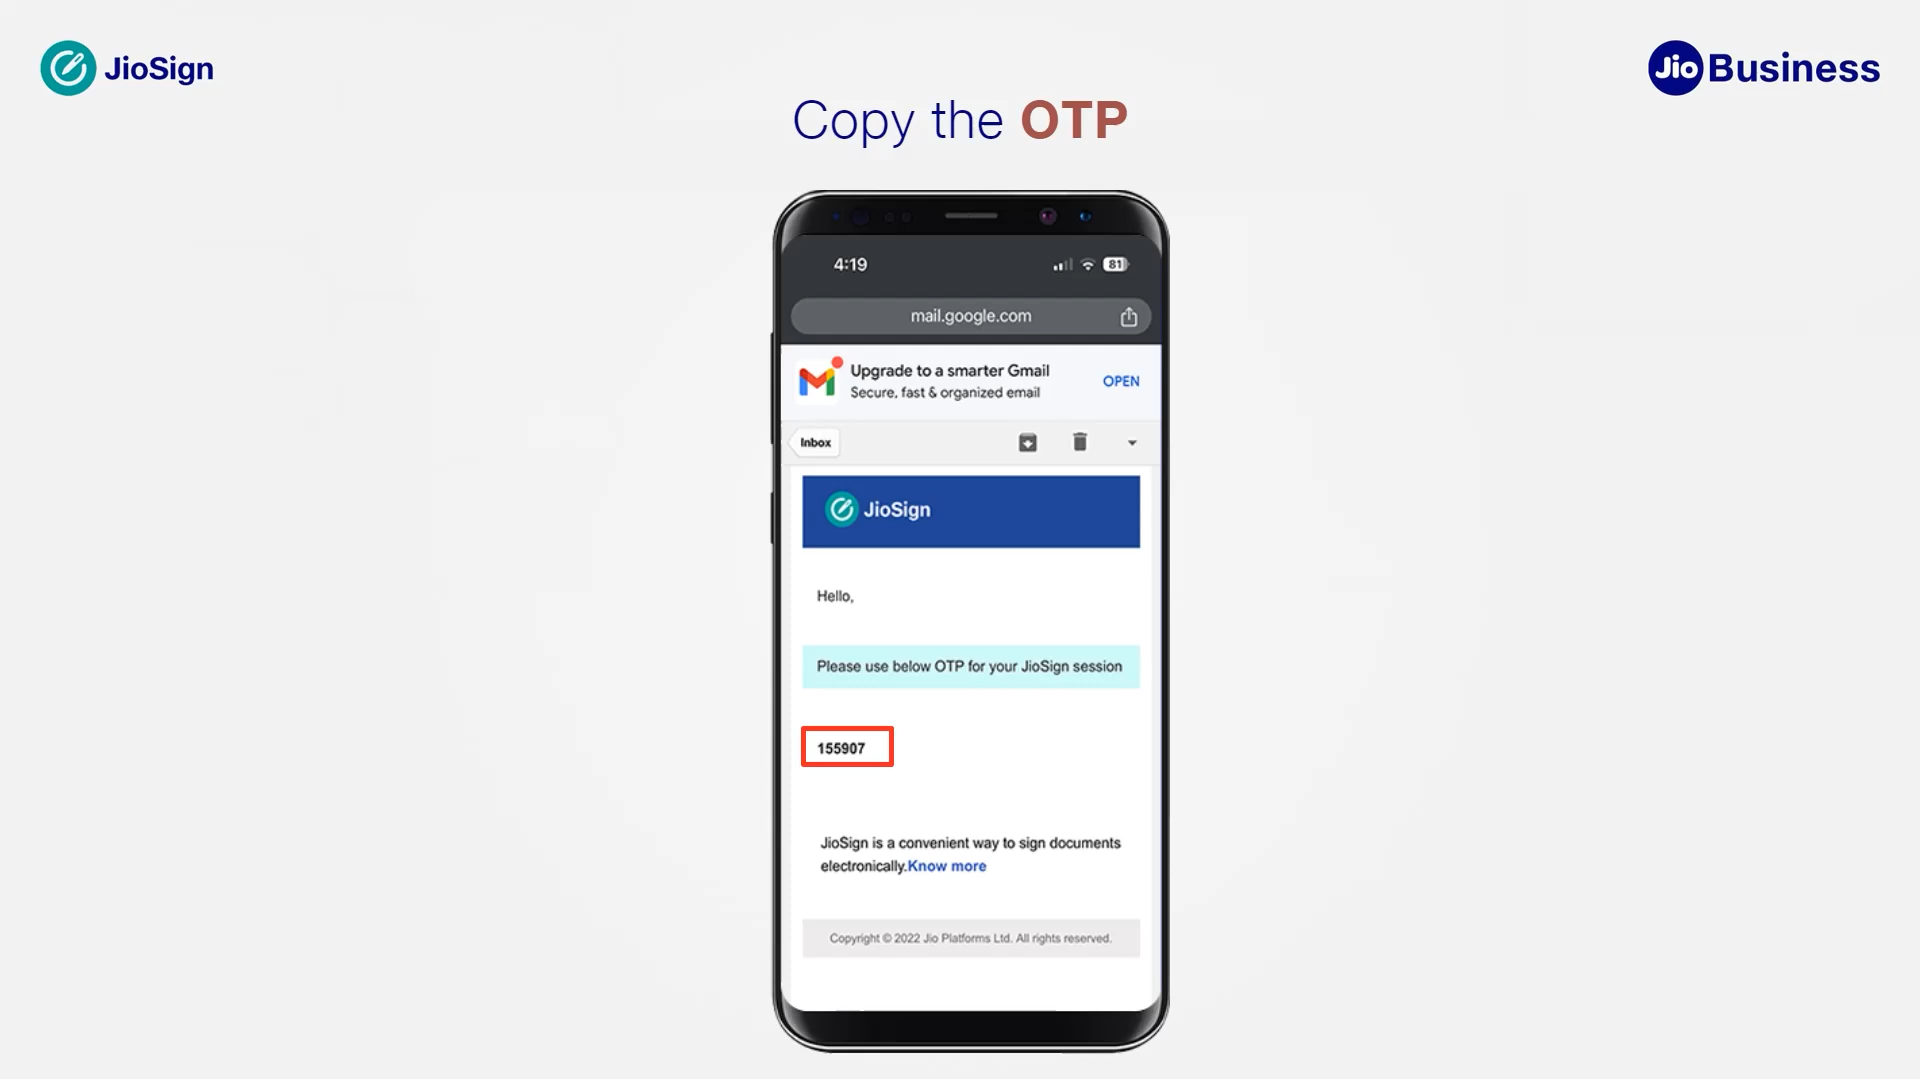 JioSign
Jio Business
Copy the OTP
4:19
81
mail.google.com
Upgrade to a smarter Gmail
Secure, fast & organized email
OPEN
Inbox
JioSign
Hello,
Please use below OTP for your JioSign session
155907
JioSign is a convenient way to sign documents
electronically.Know more
Copyright © 2022 Jio Platforms Ltd. All rights reserved.